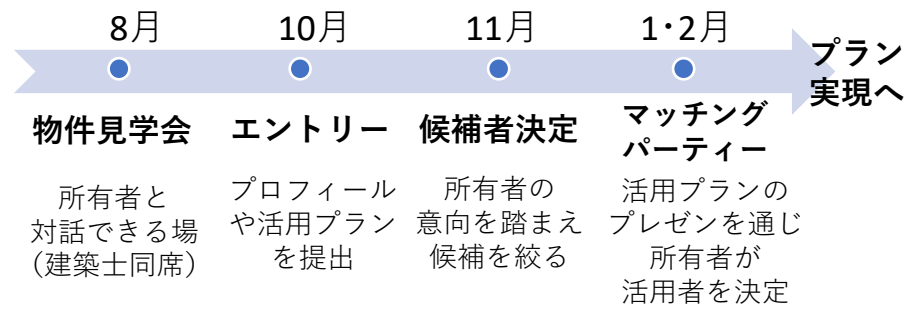 8月
10月
11月
1・2月
プラン
実現へ
物件見学会
エントリー
候補者決定
マッチング
パーティー
所有者と
対話できる場
(建築士同席)
プロフィール
や活用プラン
を提出
所有者の
意向を踏まえ
候補を絞る
活用プランの
プレゼンを通じ
所有者が
活用者を決定